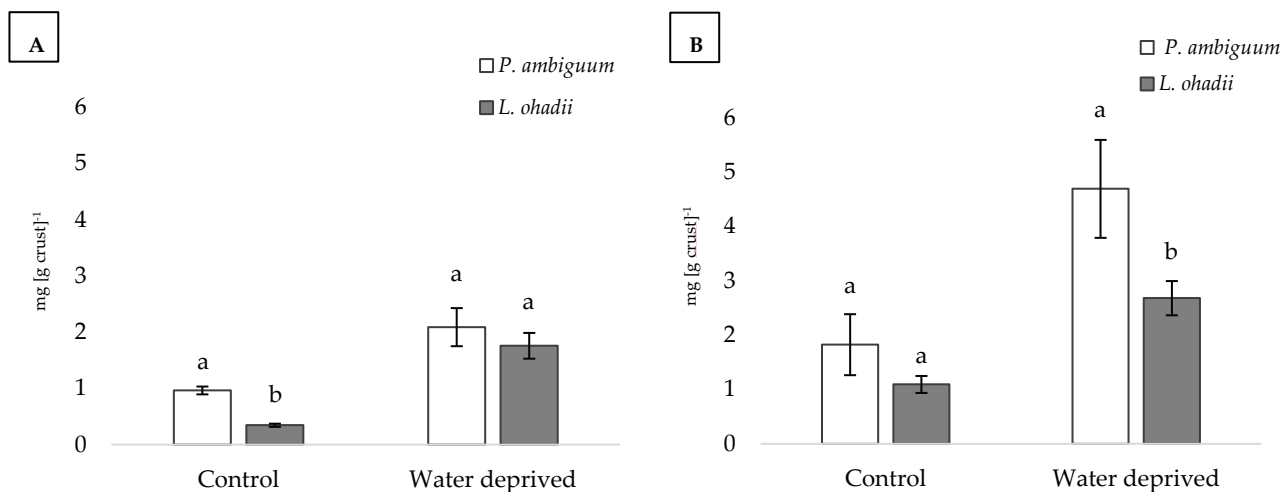 A
P. ambiguum
L. ohadii
6
5
4
3
2
1
0
mg [g crust]-1
a
b
a
a
Control
Water deprived
B
P. ambiguum
L. ohadii
6
5
4
3
2
1
0
mg [g crust]-1
a
a
a
b
Control
Water deprived